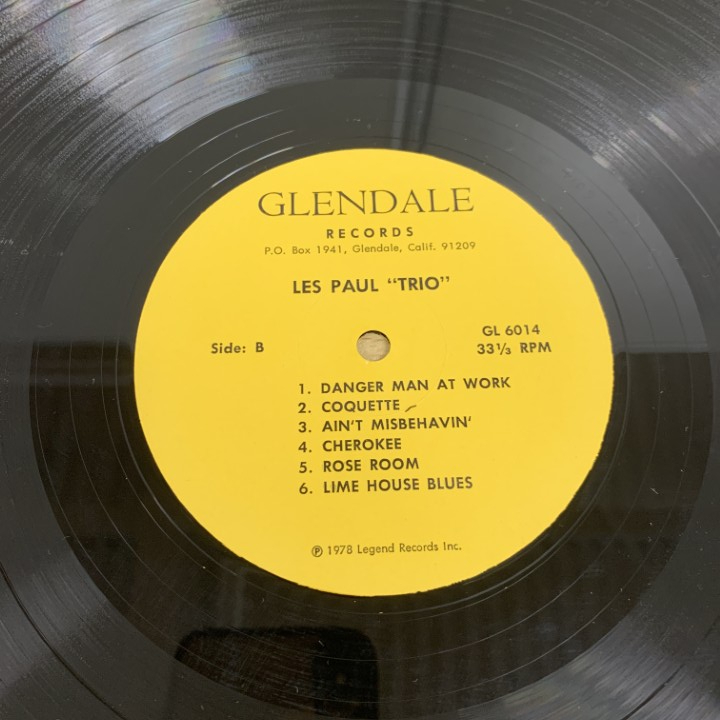 GLENDALE
RECORDS
P.O. Box 1941, Glendale, Calif. 91209
LES PAUL “TRIO”
Side: B
GL 6014
33⅓ RPM
1. DANGER MAN AT WORK
2. COQUETTE
3. AIN'T MISBEHAVIN'
4. CHEROKEE
5. ROSE ROOM
6. LIME HOUSE BLUES
℗ 1978 Legend Records Inc.